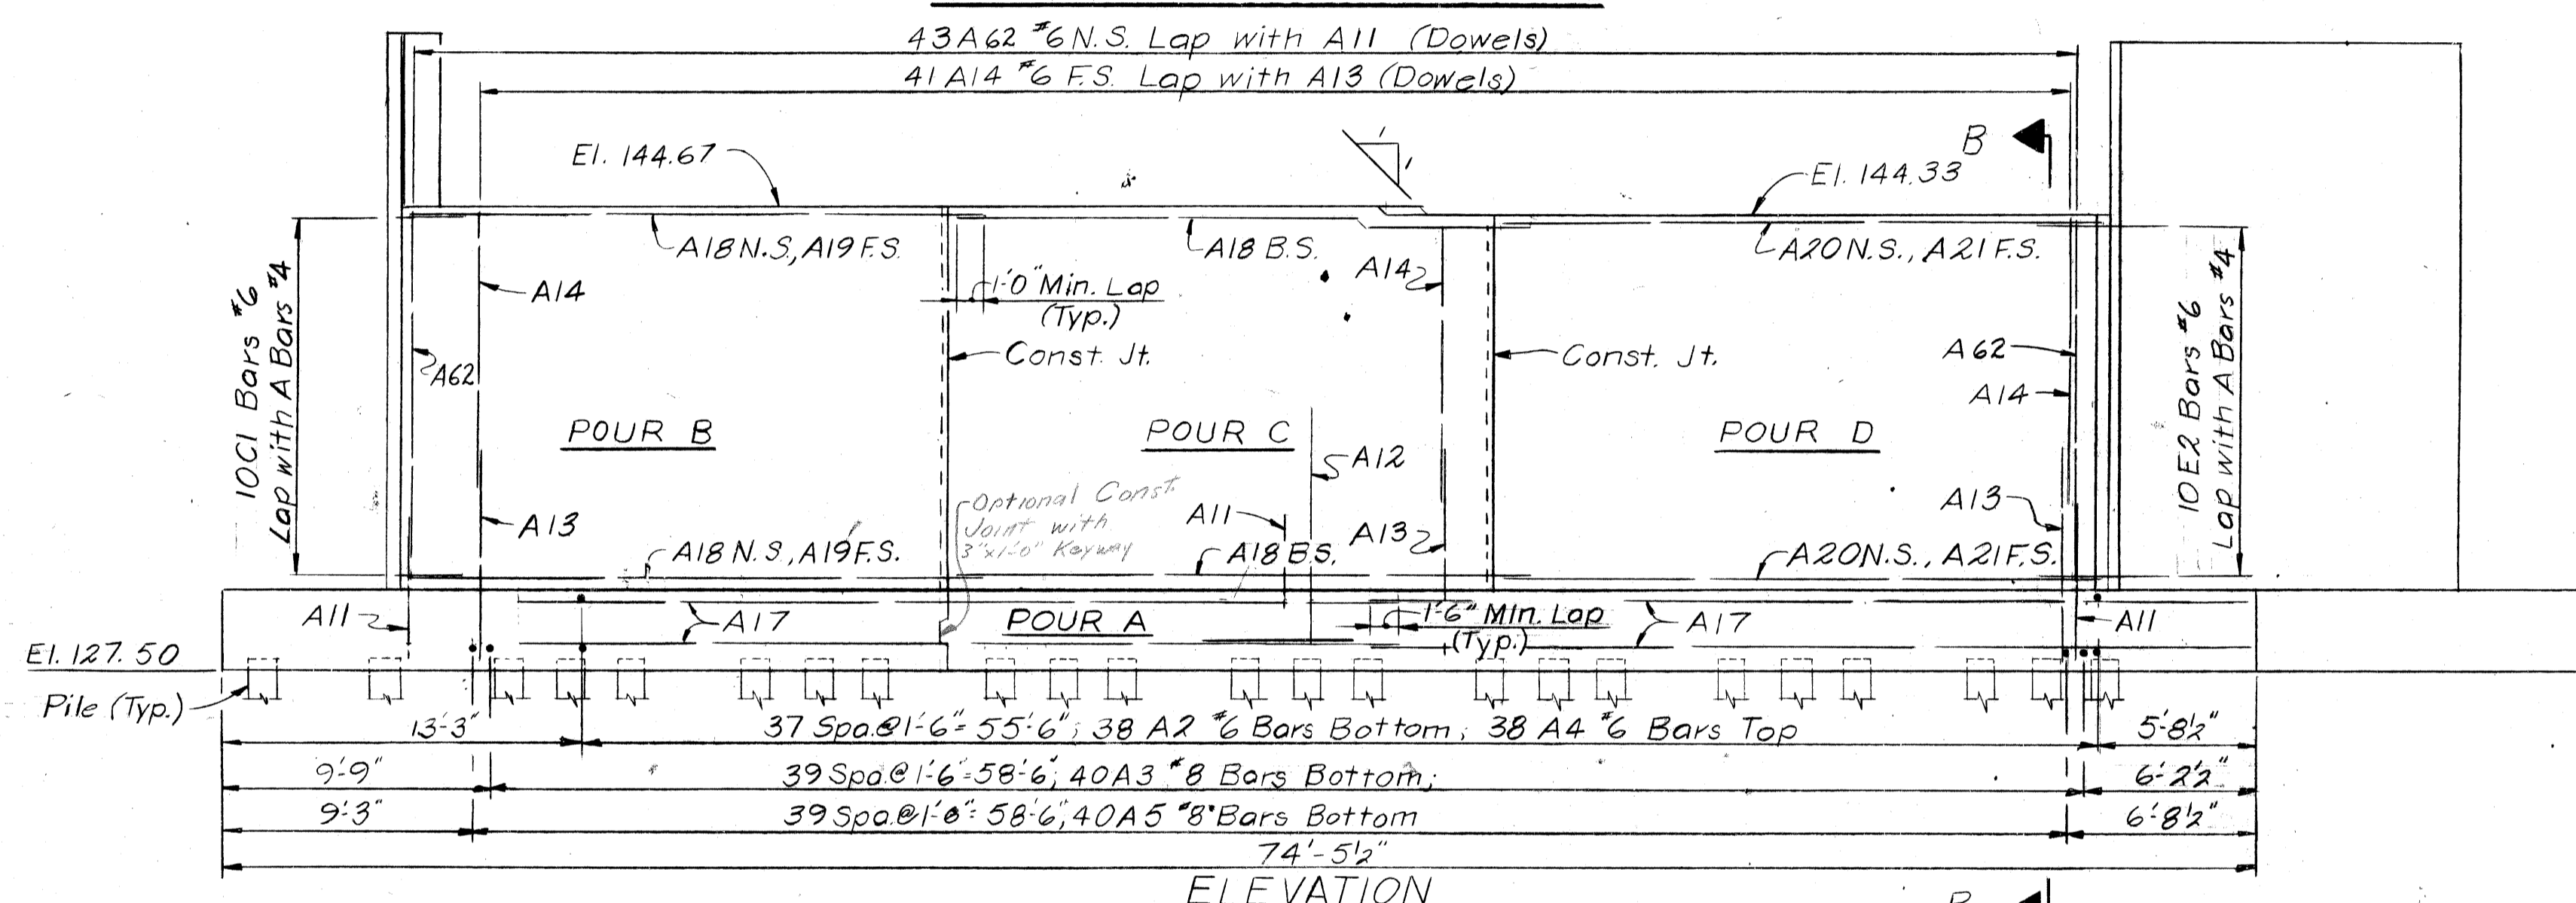 43A62 #6 N.S. Lap with A11 (Dowels)
41 A14 #6 F.S. Lap with A13 (Dowels)
El. 144.67
1
1
B
El. 144.33
A18 N.S., A19 F.S.
A18 B.S.
A20 N.S., A21 F.S.
A14
1'-0" Min. Lap
(Typ.)
A14
10C1 Bars #6
Lap with A Bars #4
A62
Const. Jt.
Const. Jt.
A62
A14
10 E2 Bars #6
Lap with A Bars #4
POUR B
POUR C
POUR D
A12
Optional Const.
Joint with
3"x1'-0" Keyway
A13
A11
A13
A13
A18 N.S., A19 F.S.
A18 B.S.
A20 N.S., A21 F.S.
A11
A17
POUR A
1'-6" Min. Lap
(Typ.)
A17
A11
El. 127.50
Pile (Typ.)
13'-3"
37 Spa. @ 1'-6" = 55'-6"; 38 A2 #6 Bars Bottom; 38 A4 #6 Bars Top
5'-8½"
9'-9"
39 Spa. @ 1'-6" = 58'-6"; 40 A3 #8 Bars Bottom;
6'-2½"
9'-3"
39 Spa. @ 1'-6" = 58'-6"; 40 A5 #8 Bars Bottom
6'-8½"
74'-5½"
ELEVATION